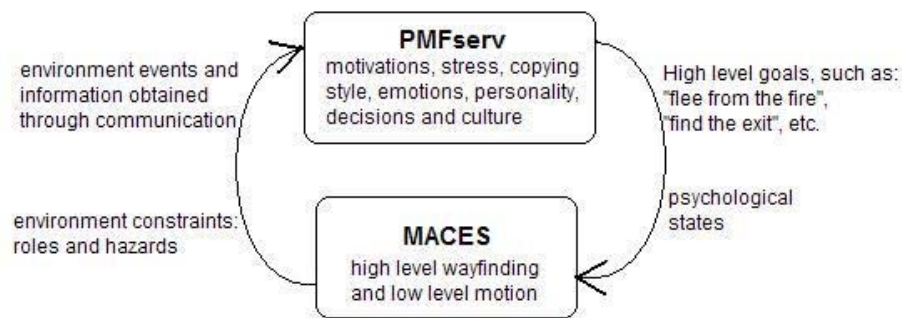 PMFserv
motivations, stress, copying
style, emotions, personality,
decisions and culture
environment events and
information obtained
through communication
High level goals, such as:
"flee from the fire",
"find the exit", etc.
environment constraints:
roles and hazards
psychological
states
MACES
high level wayfinding
and low level motion